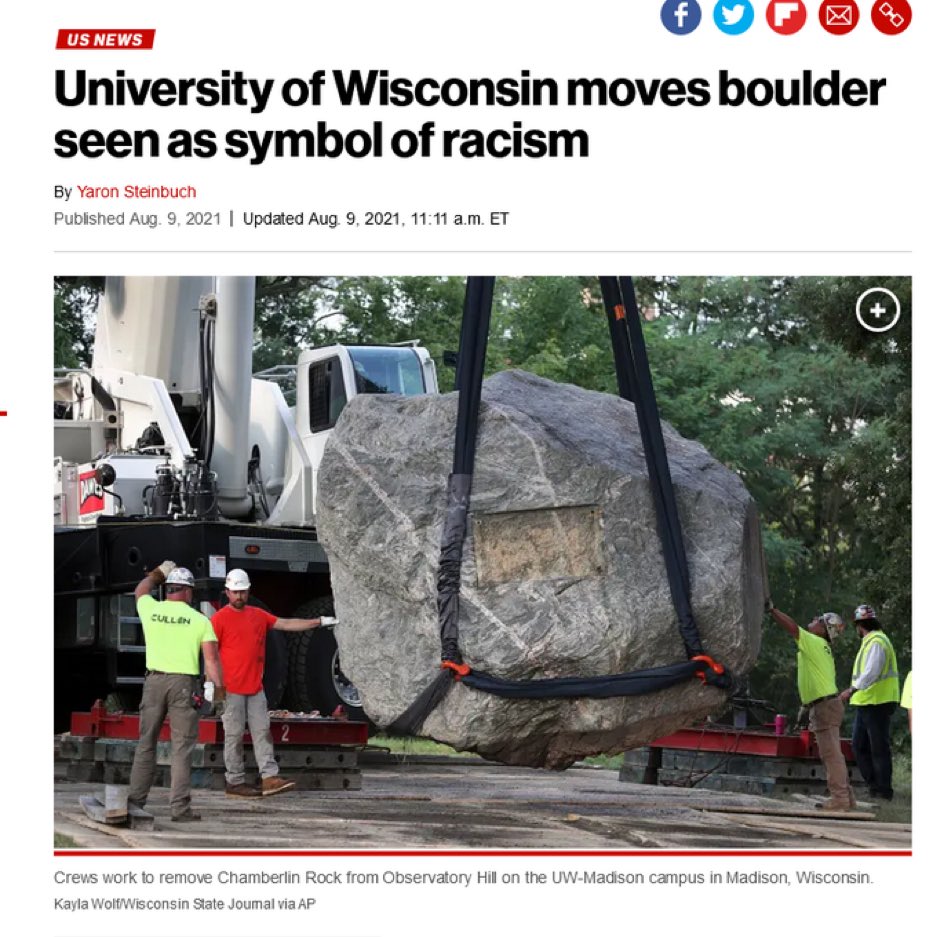 US NEWS
University of Wisconsin moves boulder
seen as symbol of racism
By Yaron Steinbuch
Published Aug. 9, 2021 | Updated Aug. 9, 2021, 11:11 a.m. ET
CULLEN
2
Crews work to remove Chamberlin Rock from Observatory Hill on the UW-Madison campus in Madison, Wisconsin.
Kayla Wolf/Wisconsin State Journal via AP